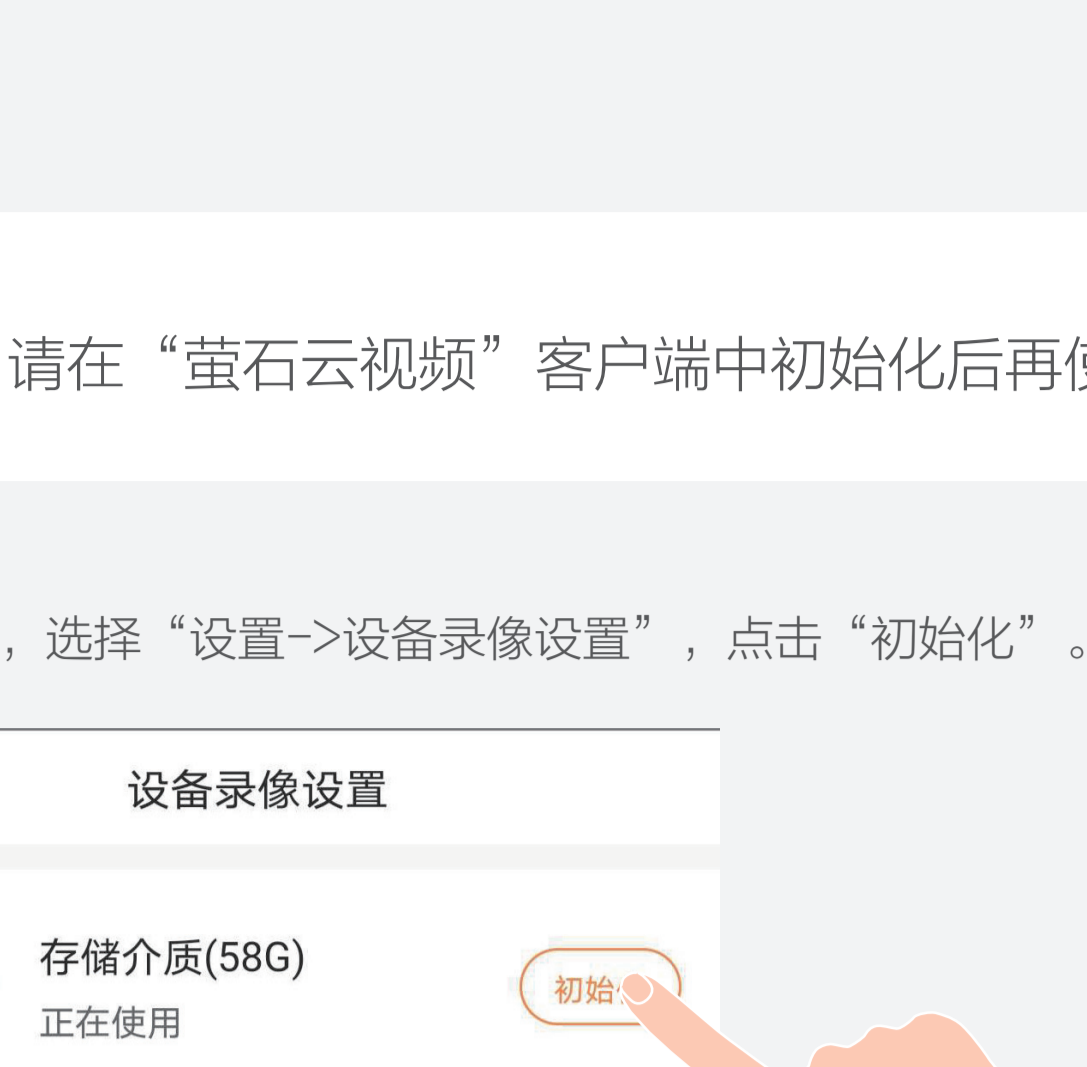 请在“萤石云视频”客户端中初始化后再
，选择“设置->设备录像设置”，点击“初始化”。
设备录像设置
存储介质(58G)
初始
正在使用